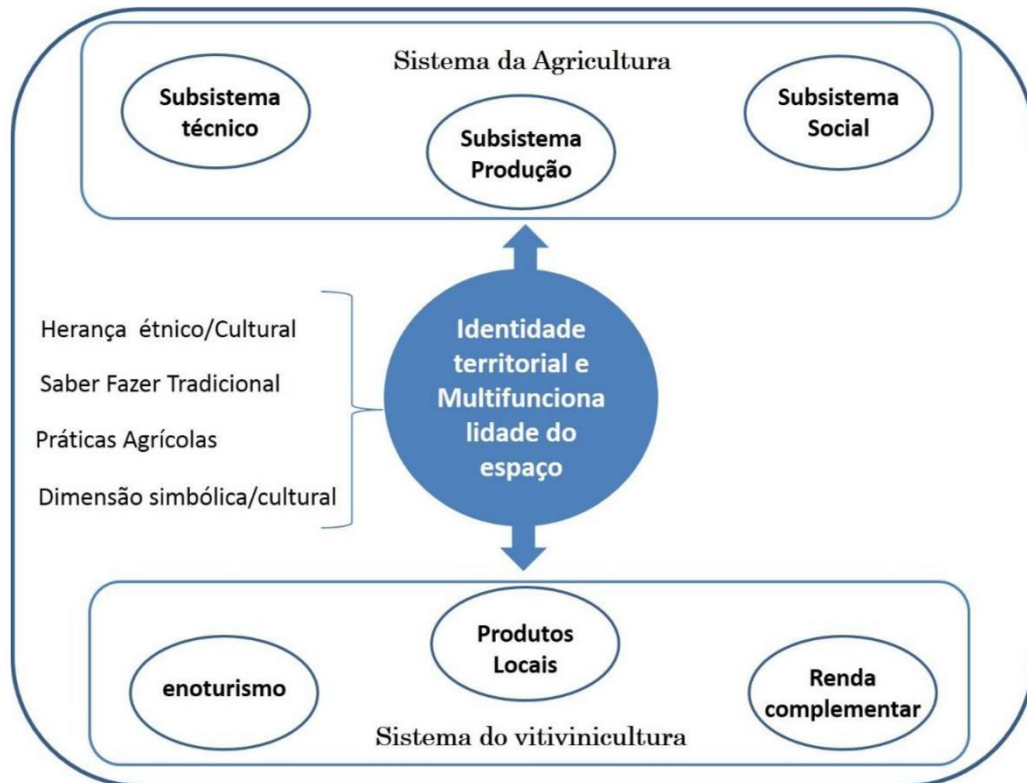 Sistema da Agricultura
Subsistema
técnico
Subsistema
Produção
Subsistema
Social
Herança étnico/Cultural
Saber Fazer Tradicional
Práticas Agrícolas
Dimensão simbólica/cultural
Identidade
territorial e
Multifunciona
lidade do
espaço
enoturismo
Produtos
Locais
Renda
complementar
Sistema do vitivinicultura